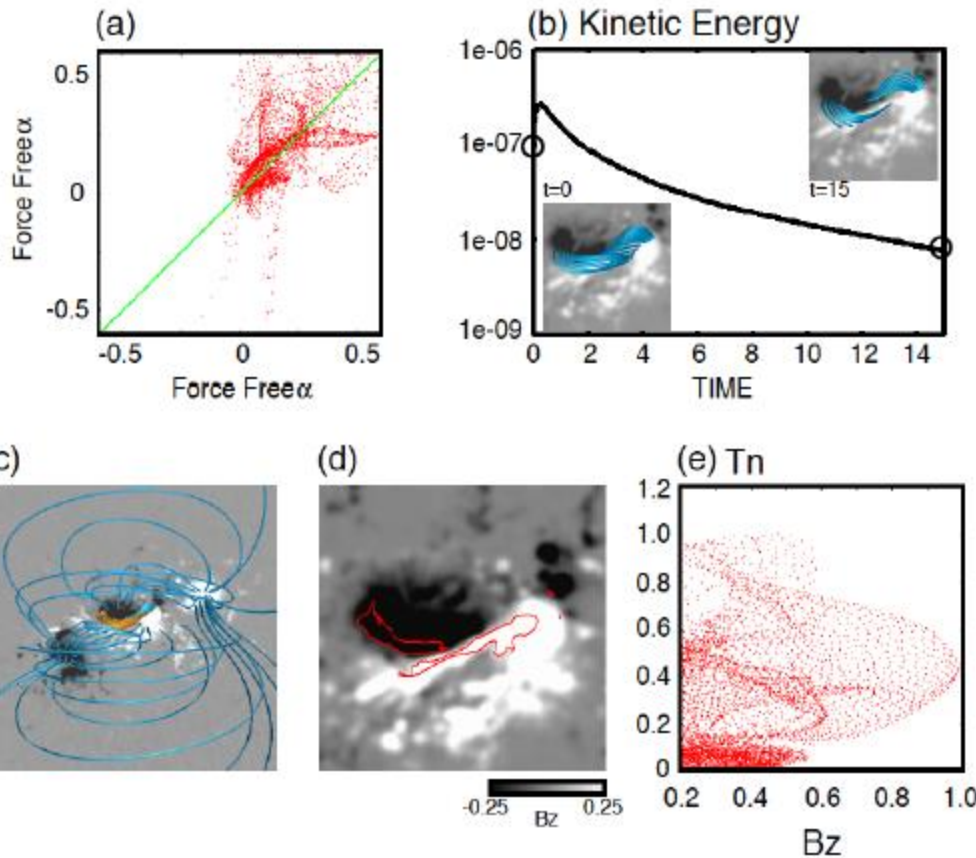 (a)
0.5
0
-0.5
Force Freeα
-0.5 0 0.5
Force Freeα
(b) Kinetic Energy
1e-06
1e-07
1e-08
1e-09
t=0
t=15
0 2 4 6 8 10 12 14
TIME
c)
(d)
-0.25 0.25
Bz
(e) Tn
1.2
1.0
0.8
0.6
0.4
0.2
0
0.2 0.4 0.6 0.8 1.0
Bz